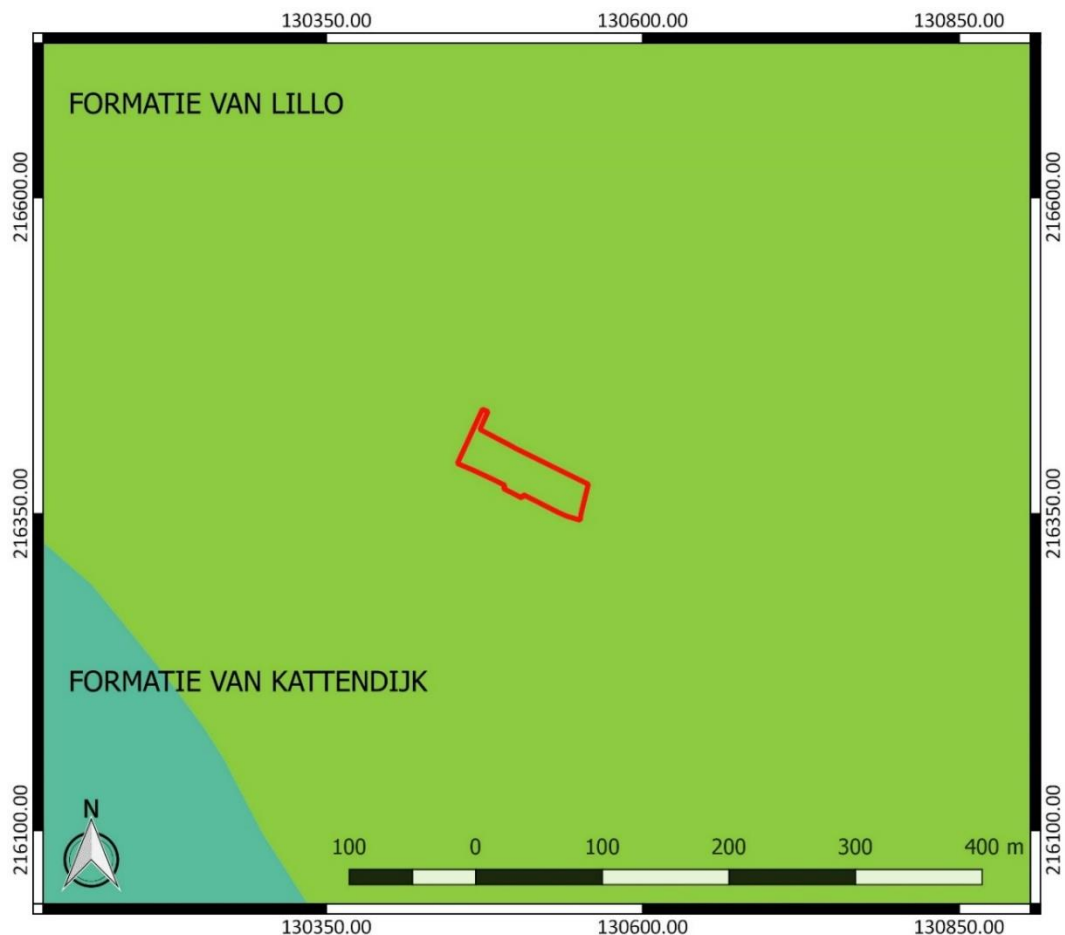 130350.00 130600.00 130850.00
FORMATIE VAN LILLO
216600.00 216600.00
216350.00 216350.00
FORMATIE VAN KATTENDIJK
216100.00 216100.00
N
100 0 100 200 300 400 m
130350.00 130600.00 130850.00